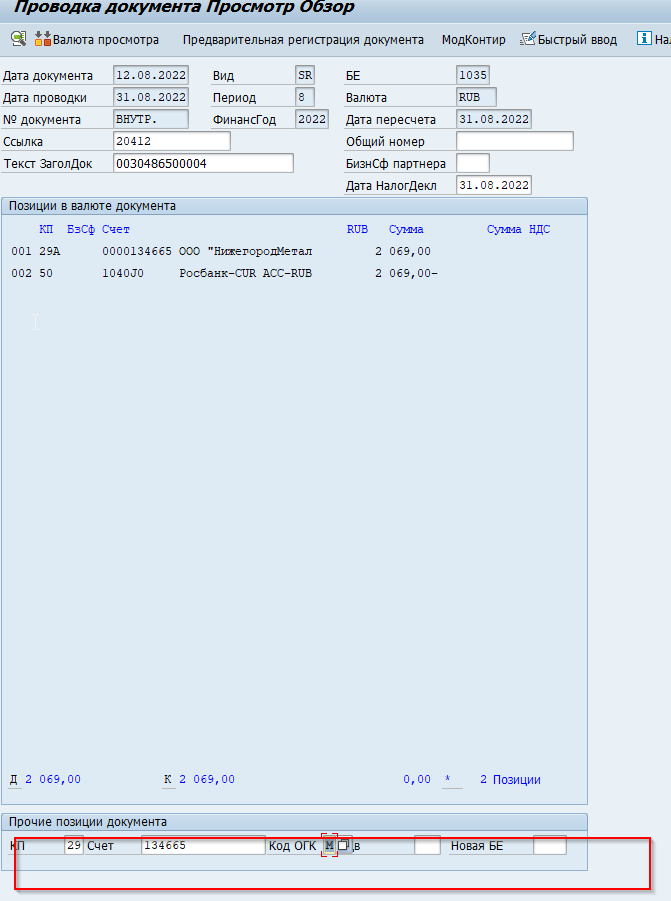 Проводка документа Просмотр Обзор
Валюта просмотра Предварительная регистрация документа МодКонтир Быстрый ввод На
Дата документа 12.08.2022 Вид SR БЕ 1035
Дата проводки 31.08.2022 Период 8 Валюта RUB
№ документа ВНУТР. ФинансГод 2022 Дата пересчета 31.08.2022
Ссылка 20412 Общий номер
Текст ЗаголДок 0030486500004 БизнСф партнера
Дата НалогДекл 31.08.2022
Позиции в валюте документа
КП БзСф Счет RUB Сумма Сумма НДС
001 29A 0000134665 ООО "НижегородМетал 2 069,00
002 50 1040J0 Росбанк-CUR ACC-RUB 2 069,00-
Д 2 069,00 К 2 069,00 0,00 * 2 Позиции
Прочие позиции документа
КП 29 Счет 134665 Код ОГК M дв Новая БЕ